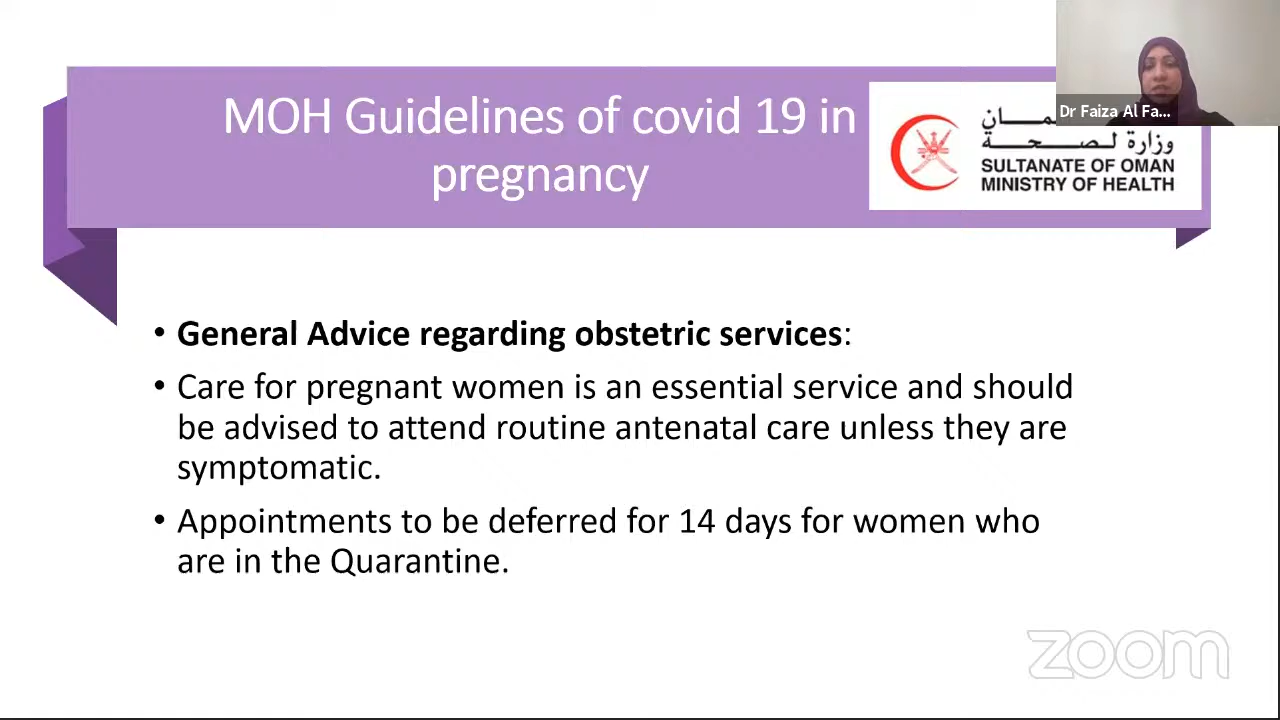 MOH Guidelines of covid 19 in
pregnancy
Dr Faiza Al Fa...
وزارة لصحة
SULTANATE OF OMAN
MINISTRY OF HEALTH
• General Advice regarding obstetric services:
• Care for pregnant women is an essential service and should
be advised to attend routine antenatal care unless they are
symptomatic.
• Appointments to be deferred for 14 days for women who
are in the Quarantine.
zoom